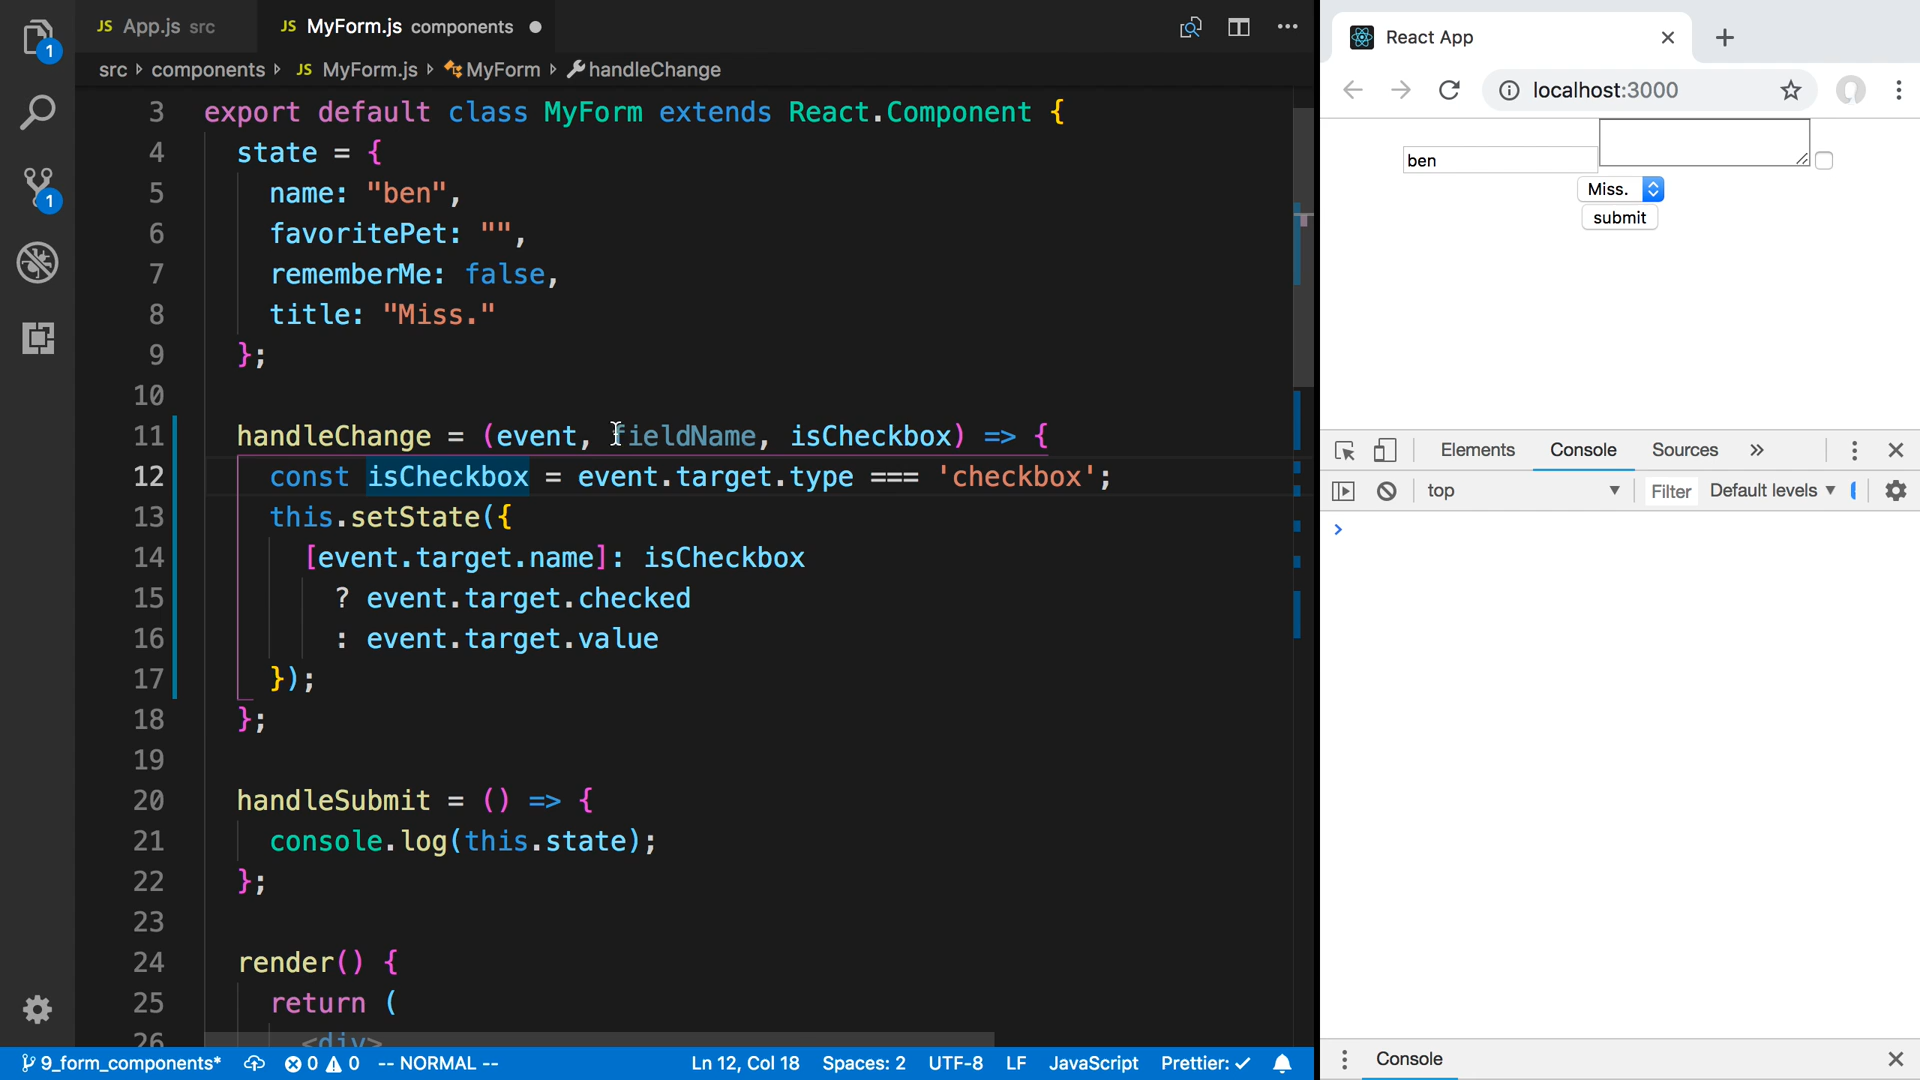 JS App.js src
JS MyForm.js components
src components JS MyForm.js MyForm handleChange
1
1
3 export default class MyForm extends React.Component {
4 state = {
5 name: "ben",
6 favoritePet: "",
7 rememberMe: false,
8 title: "Miss."
9 };
10
11 handleChange = (event, fieldName, isCheckbox) => {
12 const isCheckbox = event.target.type === 'checkbox';
13 this.setState({
14 [event.target.name]: isCheckbox
15 ? event.target.checked
16 : event.target.value
17 });
18 };
19
20 handleSubmit = () => {
21 console.log(this.state);
22 };
23
24 render() {
25 return (
26 <div>
9_form_components* 0 0 -- NORMAL -- Ln 12, Col 18 Spaces: 2 UTF-8 LF JavaScript Prettier: ✓
React App
localhost:3000
ben
Miss.
submit
Elements Console Sources »
top Filter Default levels
Console